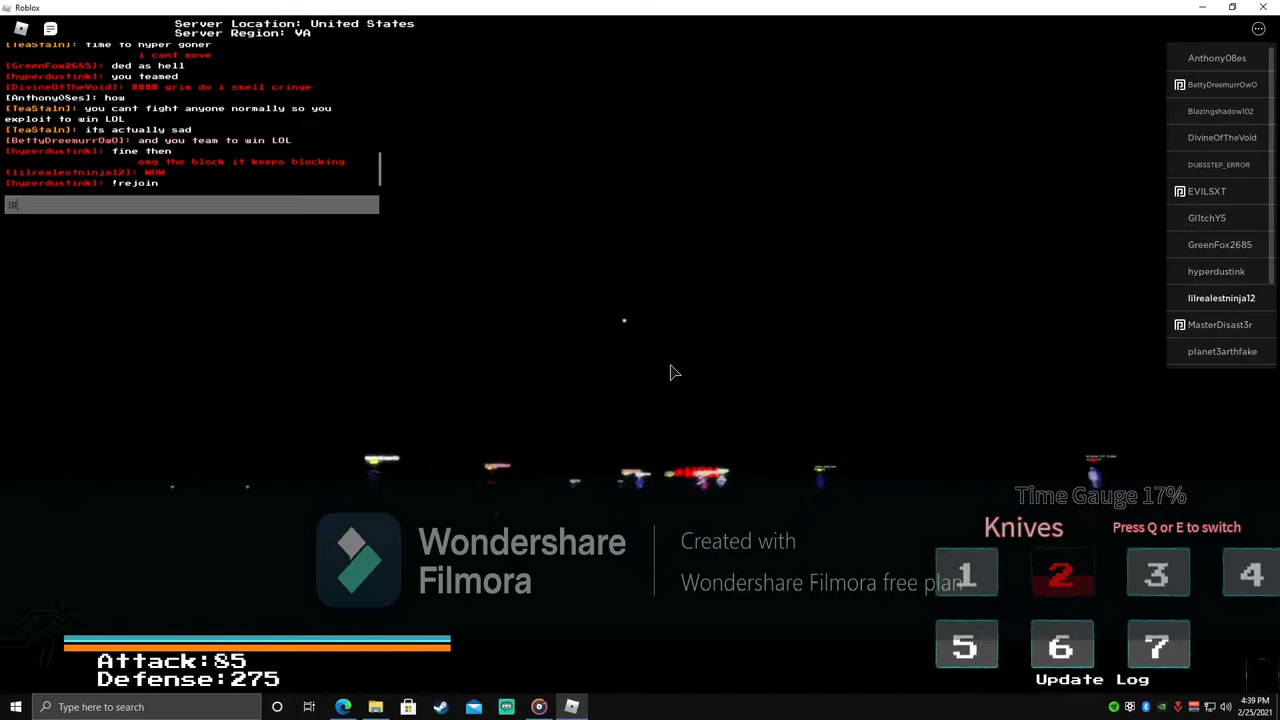 Roblox
Server Location: United States
Server Region: VA
[TeaSta1n]: Time to hyper goner
i cant move
[GreenFox2685]: ded as hell
[hyperdustink]: you teamed
[DivineOfTheVoid]: #### grim do i smell cringe
[Anthony08es]: how
[TeaSta1n]: you cant fight anyone normally so you
exploit to win LOL
[TeaSta1n]: its actually sad
[BettyDreemurrOwO]: and you team to win LOL
[hyperdustink]: fine then
omg the block it keeps blocking
[lilrealestninja12]: WOW
[hyperdustink]: !rejoin
!R
Anthony08es
BettyDreemurrOwO
Blazingshadow102
DivineOfTheVoid
DUBSSTEP_ERROR
EVILSXT
Gl1tchY5
GreenFox2685
hyperdustink
lilrealestninja12
MasterDisast3r
planet3arthfake
Time Gauge 17%
Knives
Press Q or E to switch
1 2 3 4
5 6 7
Update Log
Wondershare
Filmora
Created with
Wondershare Filmora free plan
Attack:85
Defense:275
Type here to search
4:39 PM
2/25/2021